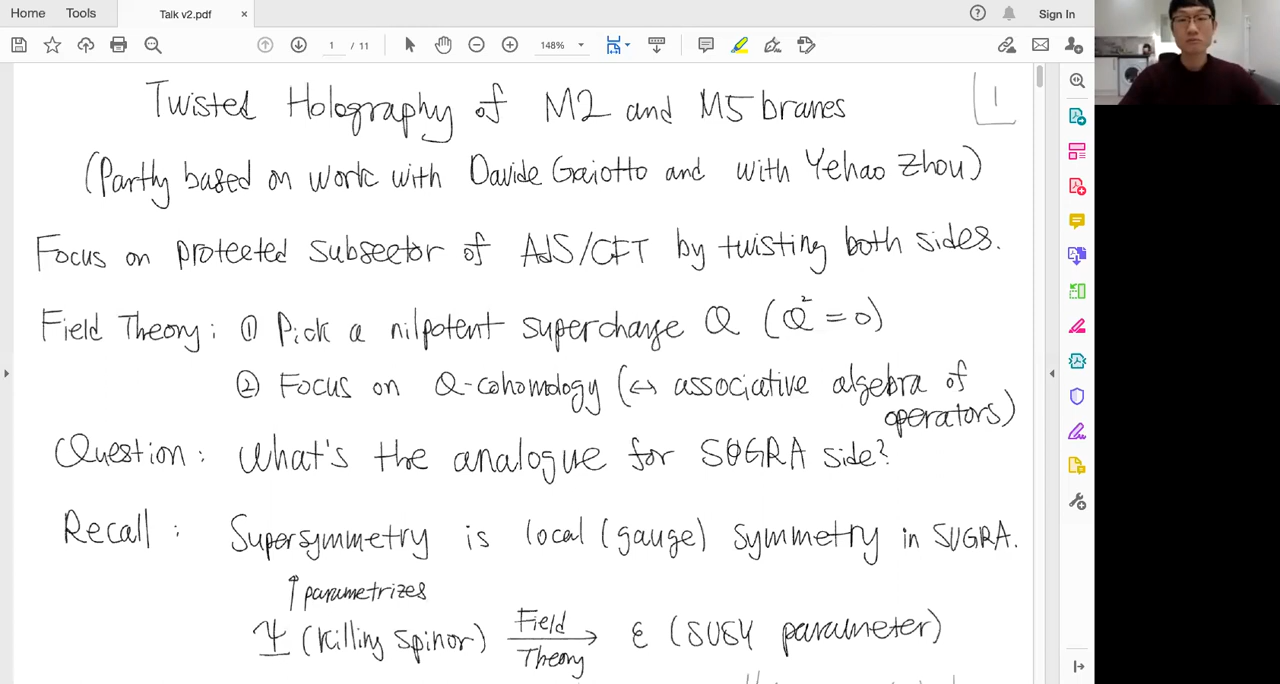 Home Tools Talk v2.pdf × Sign In
1 / 11 148%
Twisted Holography of M2 and M5 branes 1
(Partly based on work with Davide Gaiotto and with Yehao Zhou)
Focus on protected subsector of AdS/CFT by twisting both sides.
Field Theory: ① Pick a nilpotent supercharge Q (Q² = 0)
② Focus on Q-cohomology (↔ associative algebra of
operators)
Question: What's the analogue for SUGRA side?
Recall: Supersymmetry is local (gauge) symmetry in SUGRA.
↑ parametrizes
Ψ (Killing spinor) Field Theory → ε (SUSY parameter)